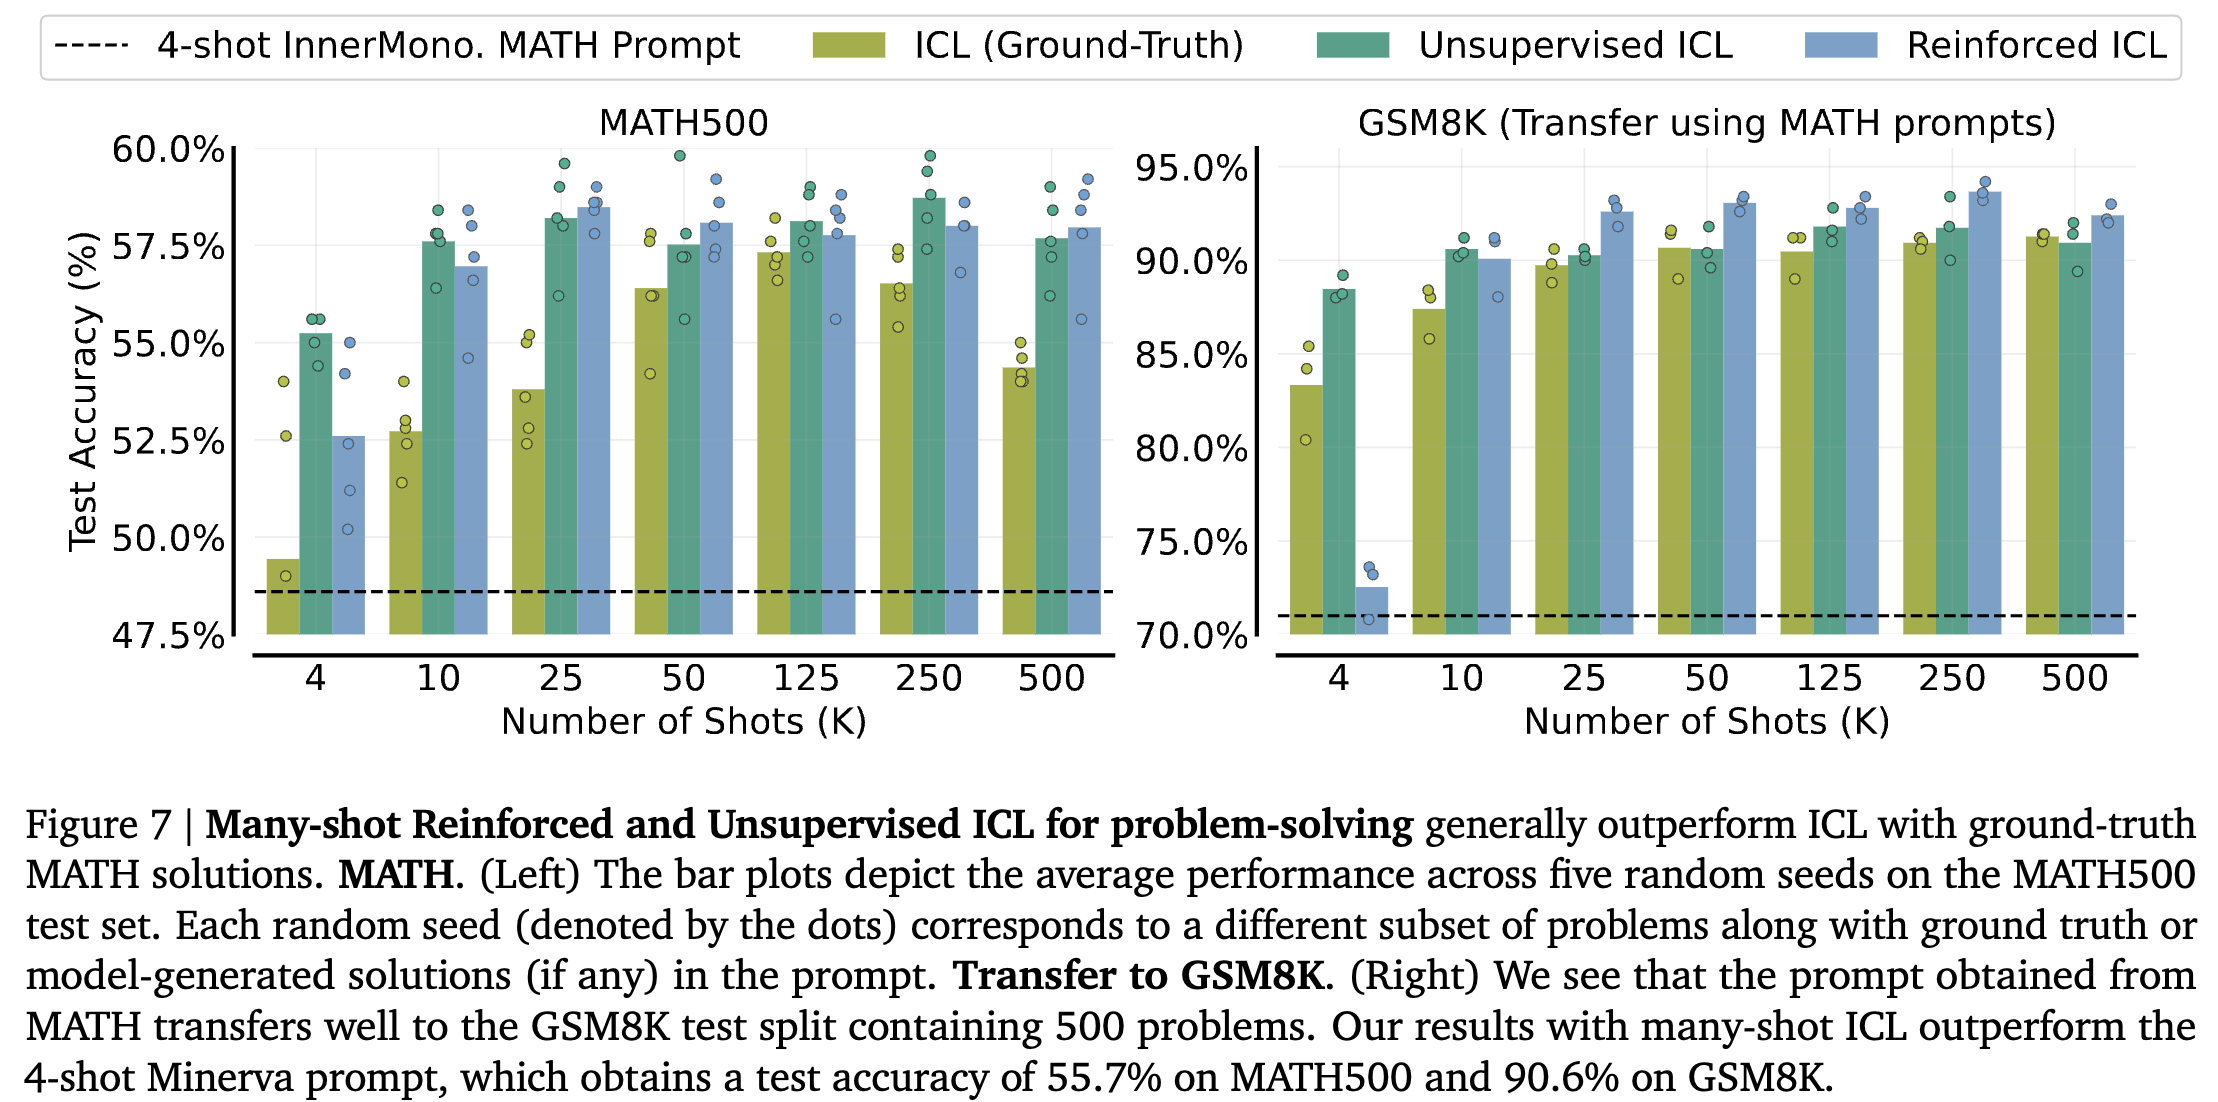 4-shot InnerMono. MATH Prompt ICL (Ground-Truth) Unsupervised ICL Reinforced ICL
MATH500
60.0%
57.5%
55.0%
52.5%
50.0%
47.5%
Test Accuracy (%)
4 10 25 50 125 250 500
Number of Shots (K)
GSM8K (Transfer using MATH prompts)
95.0%
90.0%
85.0%
80.0%
75.0%
70.0%
4 10 25 50 125 250 500
Number of Shots (K)
Figure 7 | Many-shot Reinforced and Unsupervised ICL for problem-solving generally outperform ICL with ground-truth
MATH solutions. MATH. (Left) The bar plots depict the average performance across five random seeds on the MATH500
test set. Each random seed (denoted by the dots) corresponds to a different subset of problems along with ground truth or
model-generated solutions (if any) in the prompt. Transfer to GSM8K. (Right) We see that the prompt obtained from
MATH transfers well to the GSM8K test split containing 500 problems. Our results with many-shot ICL outperform the
4-shot Minerva prompt, which obtains a test accuracy of 55.7% on MATH500 and 90.6% on GSM8K.